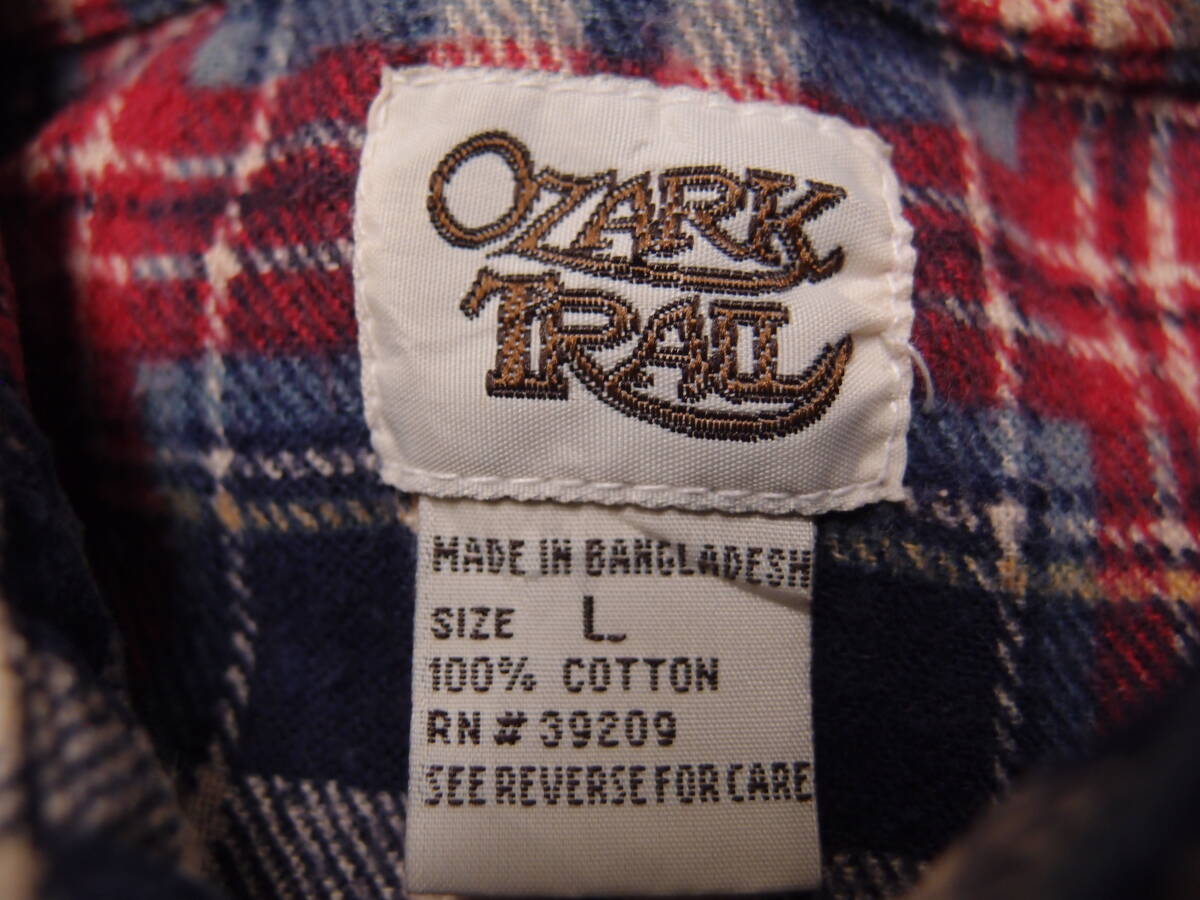 OZARK
TRAIL
MADE IN BANGLADESH
SIZE L
100% COTTON
RN # 39209
SEE REVERSE FOR CARE